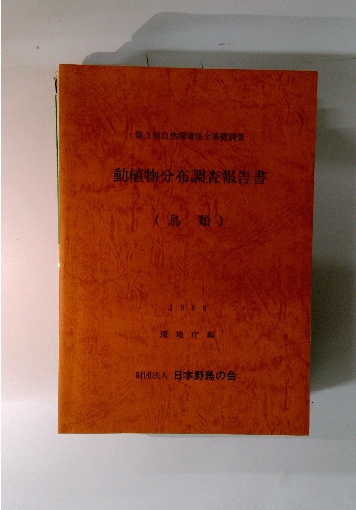 第3回自然環境保全基礎調査
動植物分布調査報告書
(鳥類)
1988
環境庁編
財団法人 日本野鳥の会